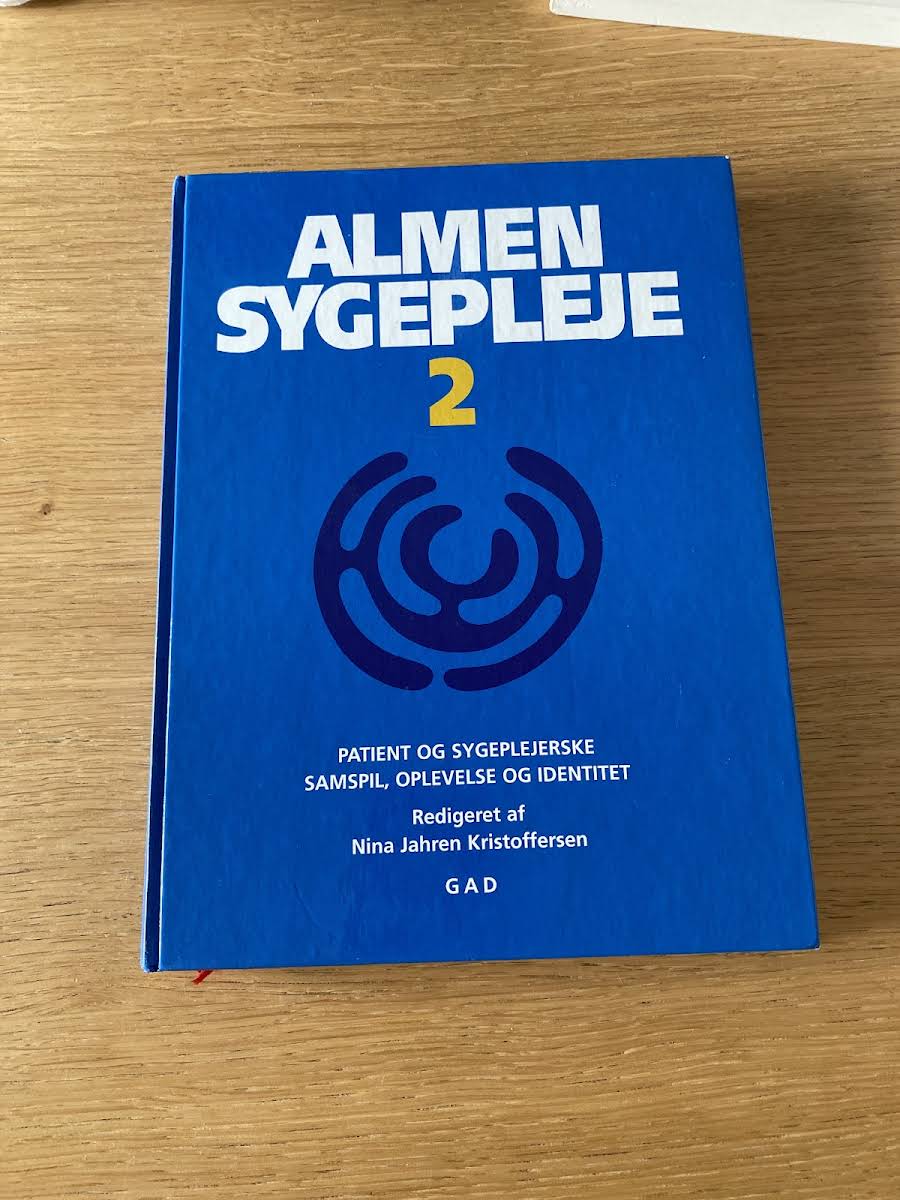 ALMEN
SYGEPLEJE
2
PATIENT OG SYGEPLEJERSKE
SAMSPIL, OPLEVELSE OG IDENTITET
Redigeret af
Nina Jahren Kristoffersen
GAD